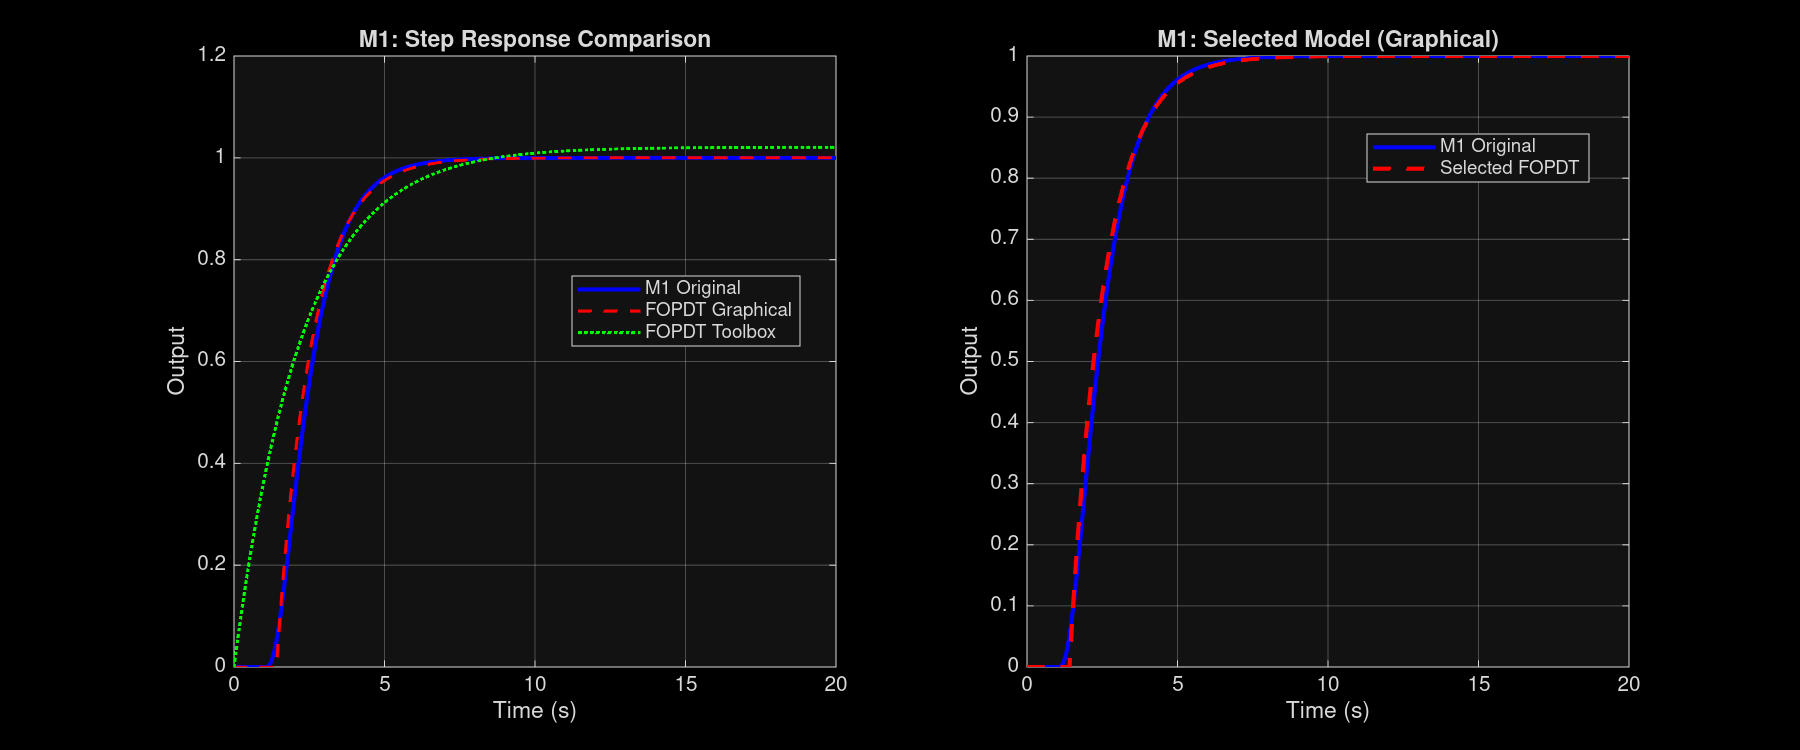 M1: Step Response Comparison
1.2
1
0.8
0.6
0.4
0.2
0
Output
M1 Original
FOPDT Graphical
FOPDT Toolbox
0 5 10 15 20
Time (s)
M1: Selected Model (Graphical)
1
0.9
0.8
0.7
0.6
0.5
0.4
0.3
0.2
0.1
0
Output
M1 Original
Selected FOPDT
0 5 10 15 20
Time (s)